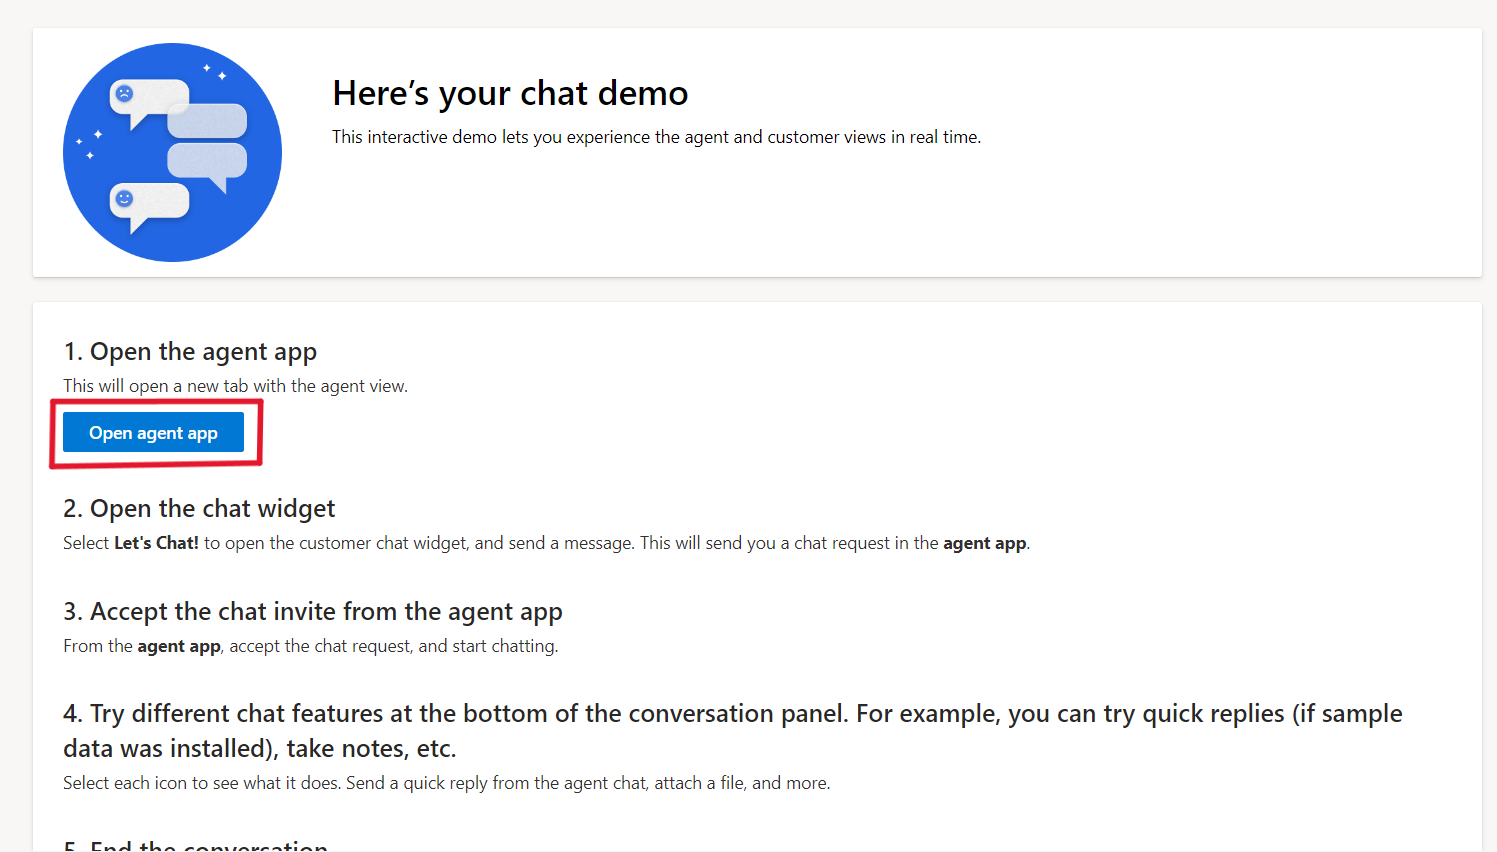 Here’s your chat demo
This interactive demo lets you experience the agent and customer views in real time.
1. Open the agent app
This will open a new tab with the agent view.
Open agent app
2. Open the chat widget
Select Let's Chat! to open the customer chat widget, and send a message. This will send you a chat request in the agent app.
3. Accept the chat invite from the agent app
From the agent app, accept the chat request, and start chatting.
4. Try different chat features at the bottom of the conversation panel. For example, you can try quick replies (if sample
data was installed), take notes, etc.
Select each icon to see what it does. Send a quick reply from the agent chat, attach a file, and more.
5. End the conversation